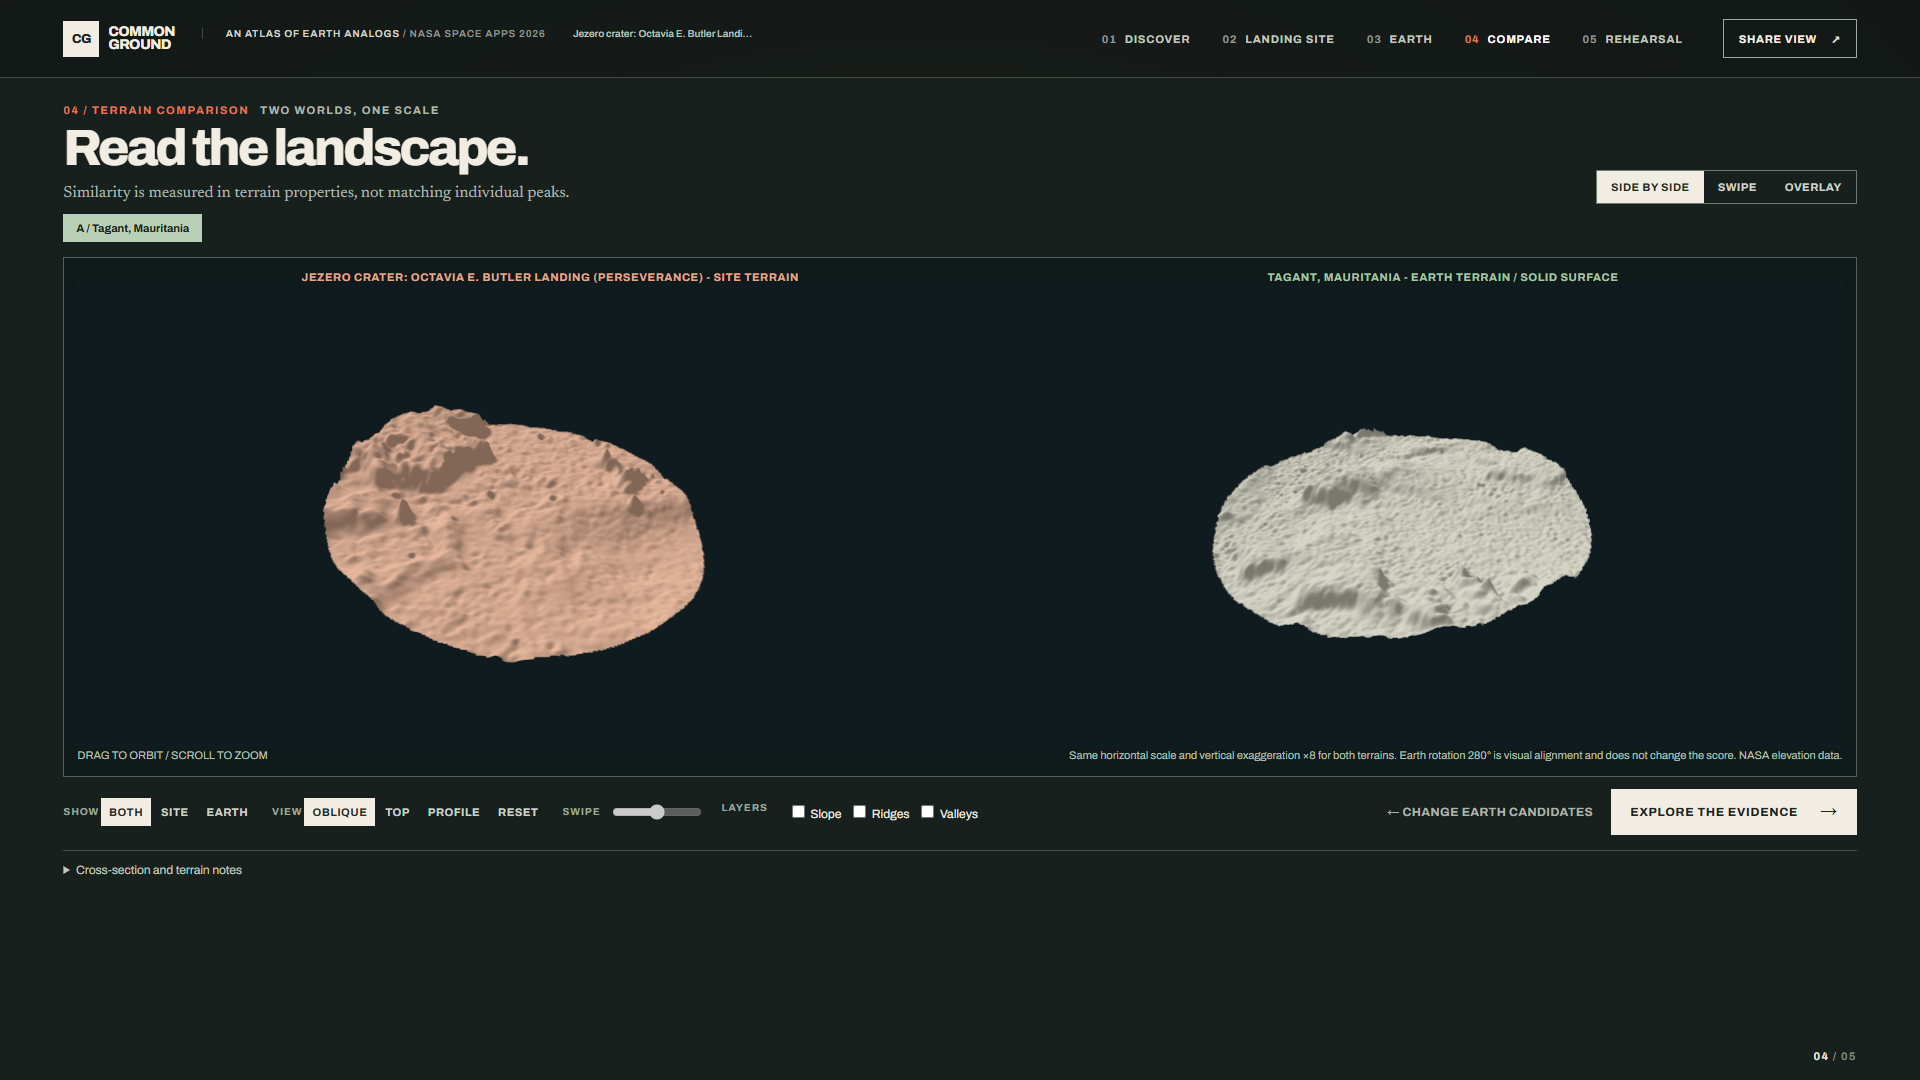 CG
COMMON
GROUND
AN ATLAS OF EARTH ANALOGS / NASA SPACE APPS 2026
Jezero crater: Octavia E. Butler Landi...
01 DISCOVER
02 LANDING SITE
03 EARTH
04 COMPARE
05 REHEARSAL
SHARE VIEW ↗
04 / TERRAIN COMPARISON TWO WORLDS, ONE SCALE
Read the landscape.
Similarity is measured in terrain properties, not matching individual peaks.
SIDE BY SIDE
SWIPE
OVERLAY
A / Tagant, Mauritania
JEZERO CRATER: OCTAVIA E. BUTLER LANDING (PERSEVERANCE) - SITE TERRAIN
TAGANT, MAURITANIA - EARTH TERRAIN / SOLID SURFACE
DRAG TO ORBIT / SCROLL TO ZOOM
Same horizontal scale and vertical exaggeration ×8 for both terrains. Earth rotation 280° is visual alignment and does not change the score. NASA elevation data.
SHOW BOTH SITE EARTH
VIEW OBLIQUE TOP PROFILE RESET
SWIPE
LAYERS Slope Ridges Valleys
← CHANGE EARTH CANDIDATES
EXPLORE THE EVIDENCE →
▶ Cross-section and terrain notes
04 / 05